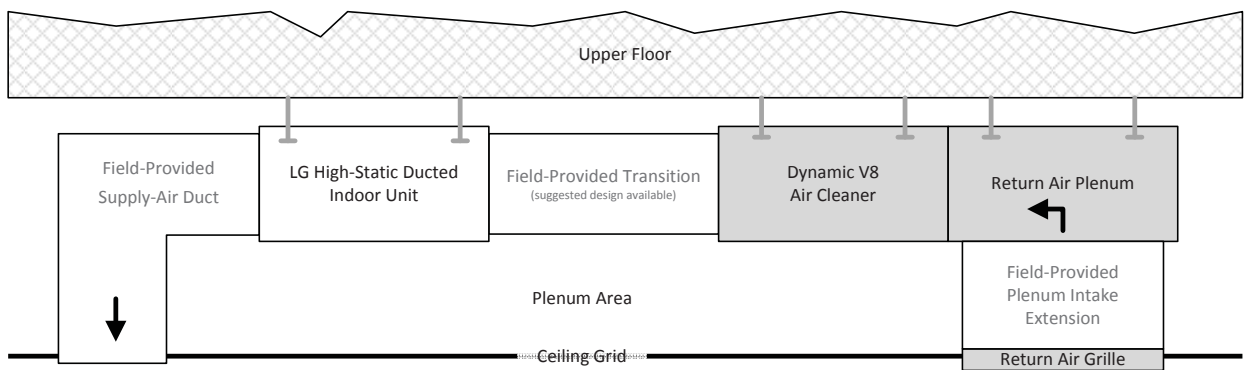 Upper Floor
Field-Provided
Supply-Air Duct
LG High-Static Ducted
Indoor Unit
Field-Provided Transition
(suggested design available)
Dynamic V8
Air Cleaner
Return Air Plenum
Plenum Area
Field-Provided
Plenum Intake
Extension
Ceiling Grid
Return Air Grille